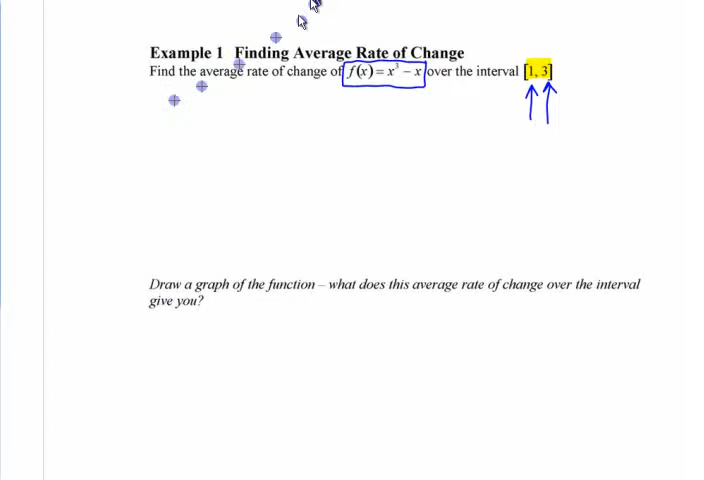 Example 1 Finding Average Rate of Change
Find the average rate of change of f(x) = x³ − x over the interval [1, 3]
Draw a graph of the function – what does this average rate of change over the interval
give you?